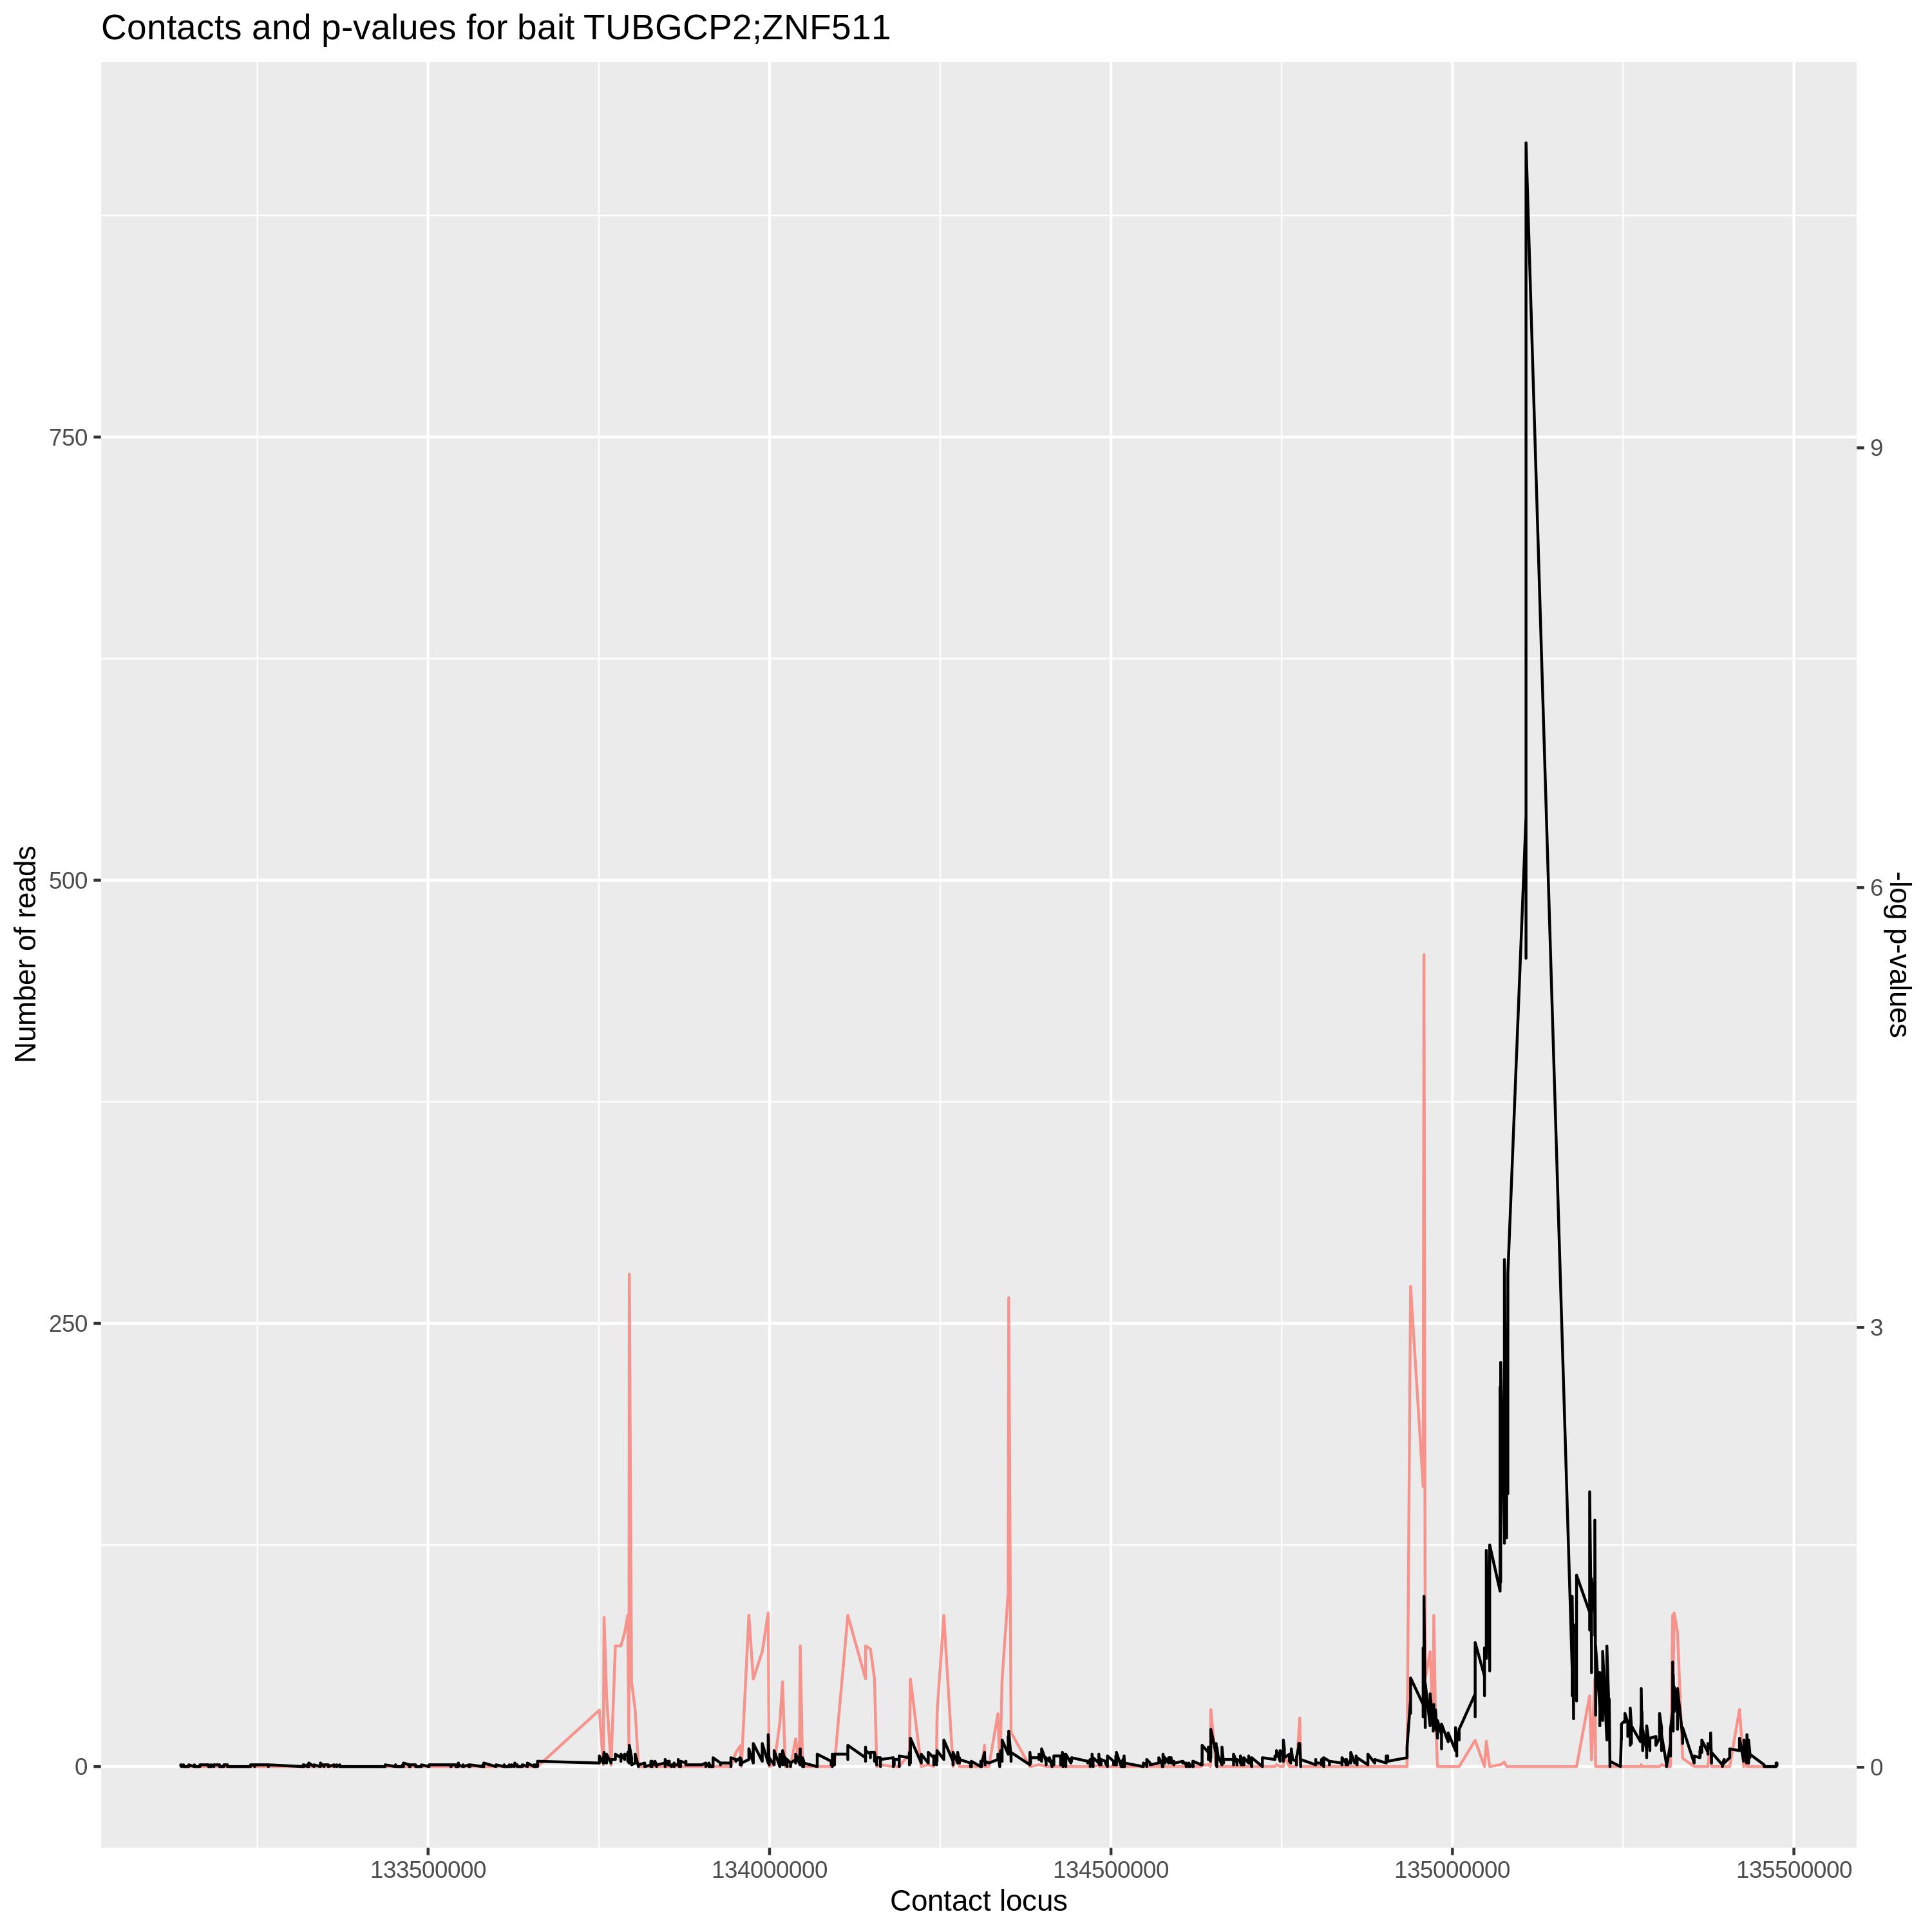 Contacts and p-values for bait TUBGCP2;ZNF511
Number of reads
750
500
250
0
9
6
3
0
-log p-values
133500000 134000000 134500000 135000000 135500000
Contact locus